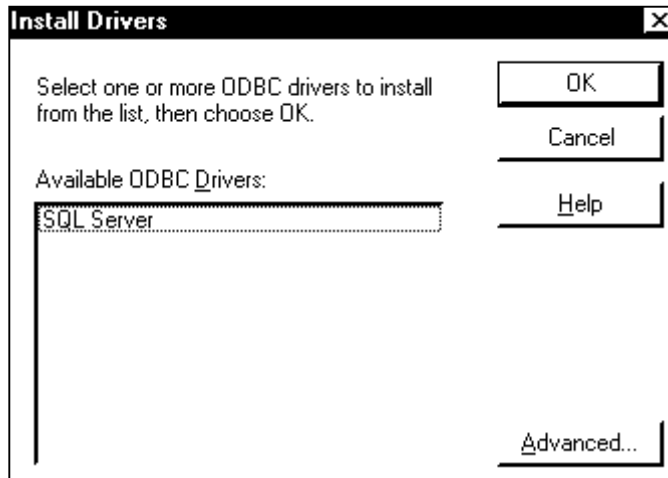 Install Drivers
Select one or more ODBC drivers to install
from the list, then choose OK.
Available ODBC Drivers:
SQL Server
OK
Cancel
Help
Advanced...